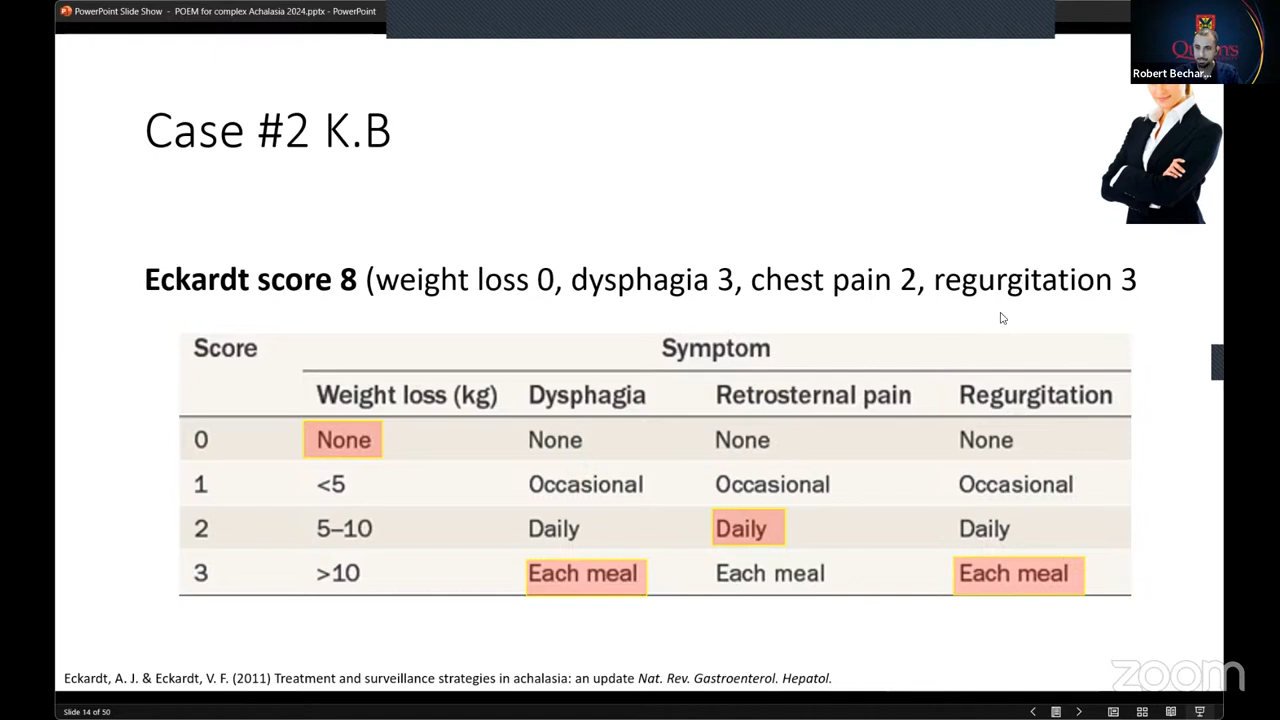 PowerPoint Slide Show - POEM for complex Achalasia 2024.pptx - PowerPoint
Queen's
Robert Bechar...
Case #2 K.B
Eckardt score 8 (weight loss 0, dysphagia 3, chest pain 2, regurgitation 3
Score Symptom
Weight loss (kg) Dysphagia Retrosternal pain Regurgitation
0 None None None None
1 <5 Occasional Occasional Occasional
2 5–10 Daily Daily Daily
3 >10 Each meal Each meal Each meal
Eckardt, A. J. & Eckardt, V. F. (2011) Treatment and surveillance strategies in achalasia: an update Nat. Rev. Gastroenterol. Hepatol.
zoom
Slide 14 of 50